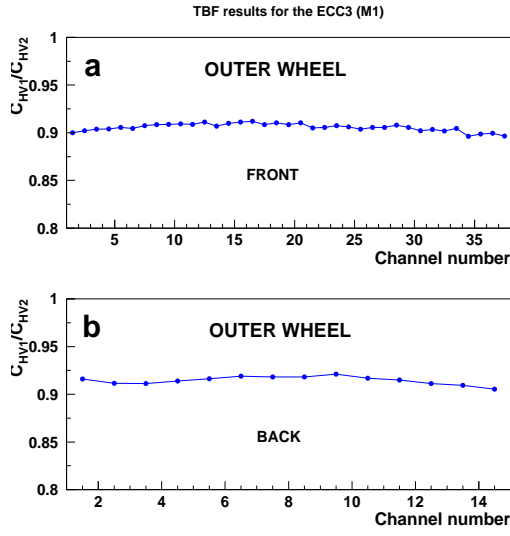 TBF results for the ECC3 (M1)
a
OUTER WHEEL
FRONT
C_HV1/C_HV2
1
0.95
0.9
0.85
0.8
5 10 15 20 25 30 35
Channel number
b
OUTER WHEEL
BACK
C_HV1/C_HV2
1
0.95
0.9
0.85
0.8
2 4 6 8 10 12 14
Channel number